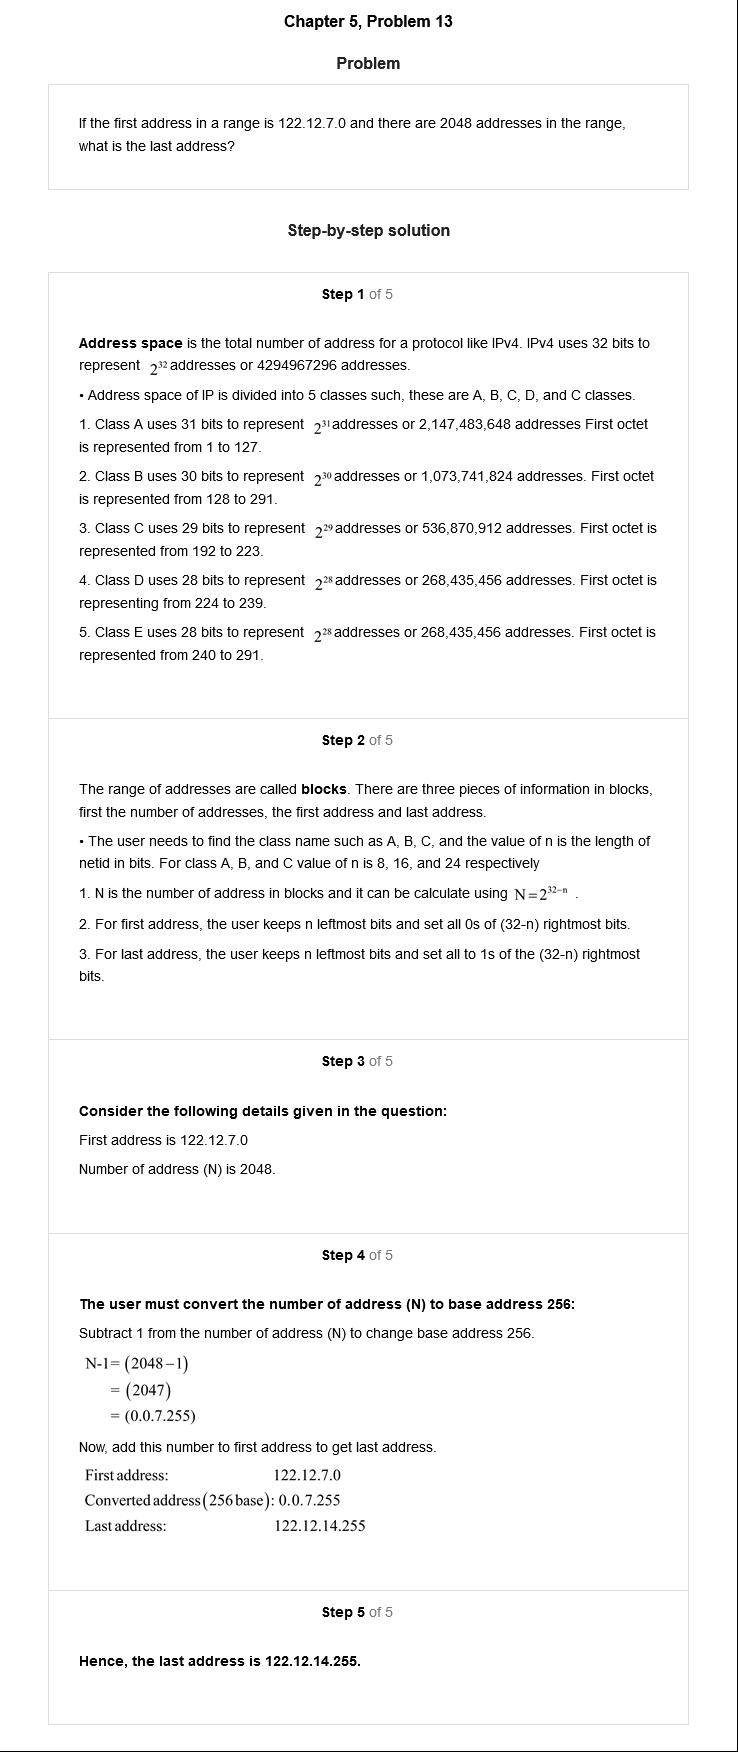 Chapter 5, Problem 13
Problem
If the first address in a range is 122.12.7.0 and there are 2048 addresses in the range,
what is the last address?
Step-by-step solution
Step 1 of 5
Address space is the total number of address for a protocol like IPv4. IPv4 uses 32 bits to
represent 2³² addresses or 4294967296 addresses.
• Address space of IP is divided into 5 classes such, these are A, B, C, D, and C classes.
1. Class A uses 31 bits to represent 2³¹ addresses or 2,147,483,648 addresses First octet
is represented from 1 to 127.
2. Class B uses 30 bits to represent 2³⁰ addresses or 1,073,741,824 addresses. First octet
is represented from 128 to 291.
3. Class C uses 29 bits to represent 2²⁹ addresses or 536,870,912 addresses. First octet is
represented from 192 to 223.
4. Class D uses 28 bits to represent 2²⁸ addresses or 268,435,456 addresses. First octet is
representing from 224 to 239.
5. Class E uses 28 bits to represent 2²⁸ addresses or 268,435,456 addresses. First octet is
represented from 240 to 291.
Step 2 of 5
The range of addresses are called blocks. There are three pieces of information in blocks,
first the number of addresses, the first address and last address.
• The user needs to find the class name such as A, B, C, and the value of n is the length of
netid in bits. For class A, B, and C value of n is 8, 16, and 24 respectively
1. N is the number of address in blocks and it can be calculate using N=2³²⁻ⁿ .
2. For first address, the user keeps n leftmost bits and set all 0s of (32-n) rightmost bits.
3. For last address, the user keeps n leftmost bits and set all to 1s of the (32-n) rightmost
bits.
Step 3 of 5
Consider the following details given in the question:
First address is 122.12.7.0
Number of address (N) is 2048.
Step 4 of 5
The user must convert the number of address (N) to base address 256:
Subtract 1 from the number of address (N) to change base address 256.
N-1= (2048−1)
= (2047)
= (0.0.7.255)
Now, add this number to first address to get last address.
First address: 122.12.7.0
Converted address(256 base): 0.0.7.255
Last address: 122.12.14.255
Step 5 of 5
Hence, the last address is 122.12.14.255.